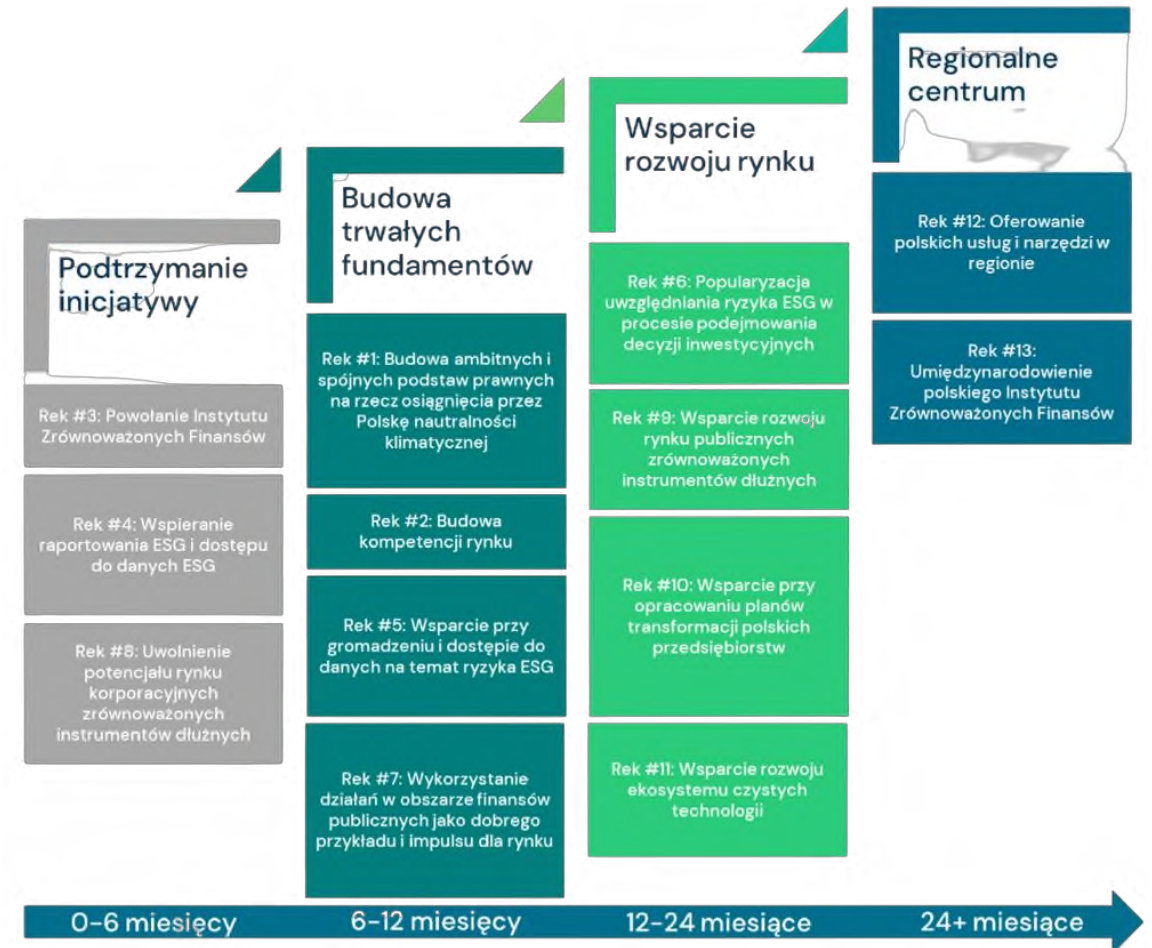 Podtrzymanie
inicjatywy
Rek #3: Powołanie Instytutu
Zrównoważonych Finansów
Rek #4: Wspieranie
raportowania ESG i dostępu
do danych ESG
Rek #8: Uwolnienie
potencjału rynku
korporacyjnych
zrównoważonych
instrumentów dłużnych
Budowa
trwałych
fundamentów
Rek #1: Budowa ambitnych i
spójnych podstaw prawnych
na rzecz osiągnięcia przez
Polskę nautralności
klimatycznej
Rek #2: Budowa
kompetencji rynku
Rek #5: Wsparcie przy
gromadzeniu i dostępie do
danych na temat ryzyka ESG
Rek #7: Wykorzystanie
działań w obszarze finansów
publicznych jako dobrego
przykładu i impulsu dla rynku
Wsparcie
rozwoju rynku
Rek #6: Popularyzacja
uwzględniania ryzyka ESG w
procesie podejmowania
decyzji inwestycyjnych
Rek #9: Wsparcie rozwoju
rynku publicznych
zrównoważonych
instrumentów dłużnych
Rek #10: Wsparcie przy
opracowaniu planów
transformacji polskich
przedsiębiorstw
Rek #11: Wsparcie rozwoju
ekosystemu czystych
technologii
Regionalne
centrum
Rek #12: Oferowanie
polskich usług i narzędzi w
regionie
Rek #13:
Umiędzynarodowienie
polskiego Instytutu
Zrównoważonych Finansów
0-6 miesięcy
6-12 miesięcy
12-24 miesiące
24+ miesiące